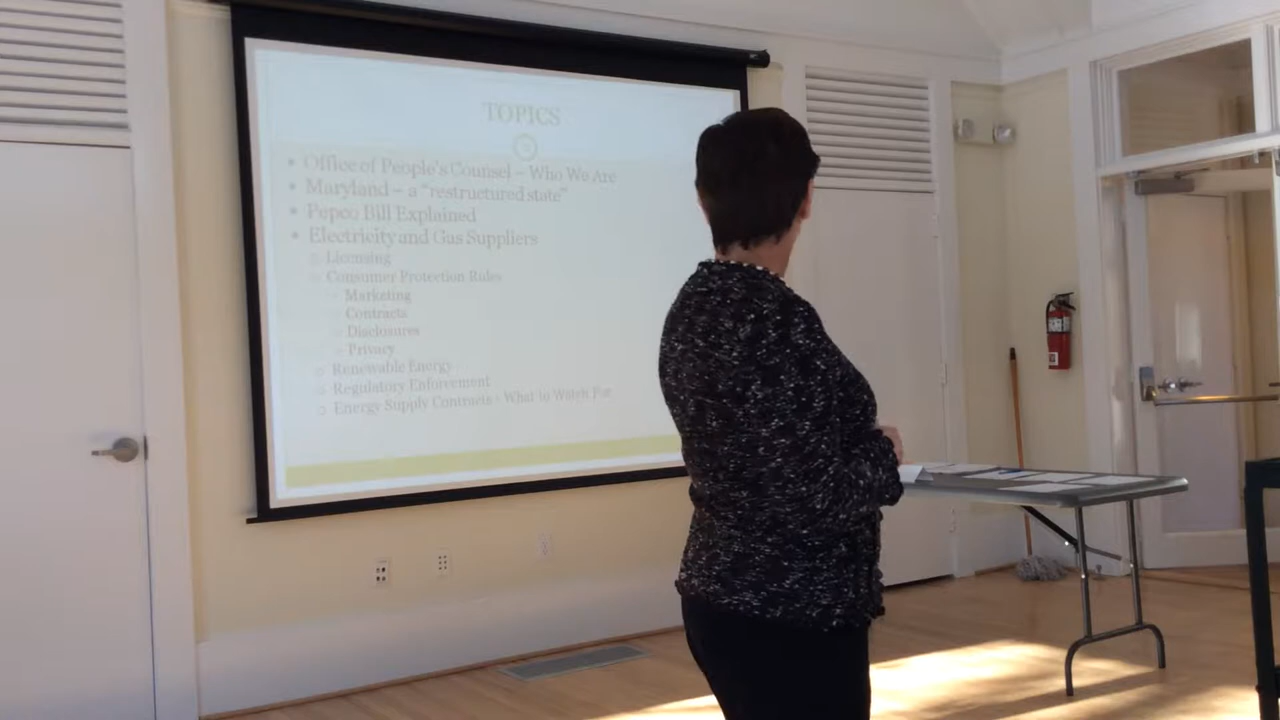 TOPICS
• Office of People's Counsel – Who We Are
• Maryland – a "restructured state"
• Pepco Bill Explained
• Electricity and Gas Suppliers
○ Licensing
○ Consumer Protection Rules
Marketing
Contracts
Disclosures
Privacy
○ Renewable Energy
○ Regulatory Enforcement
○ Energy Supply Contracts - What to Watch For